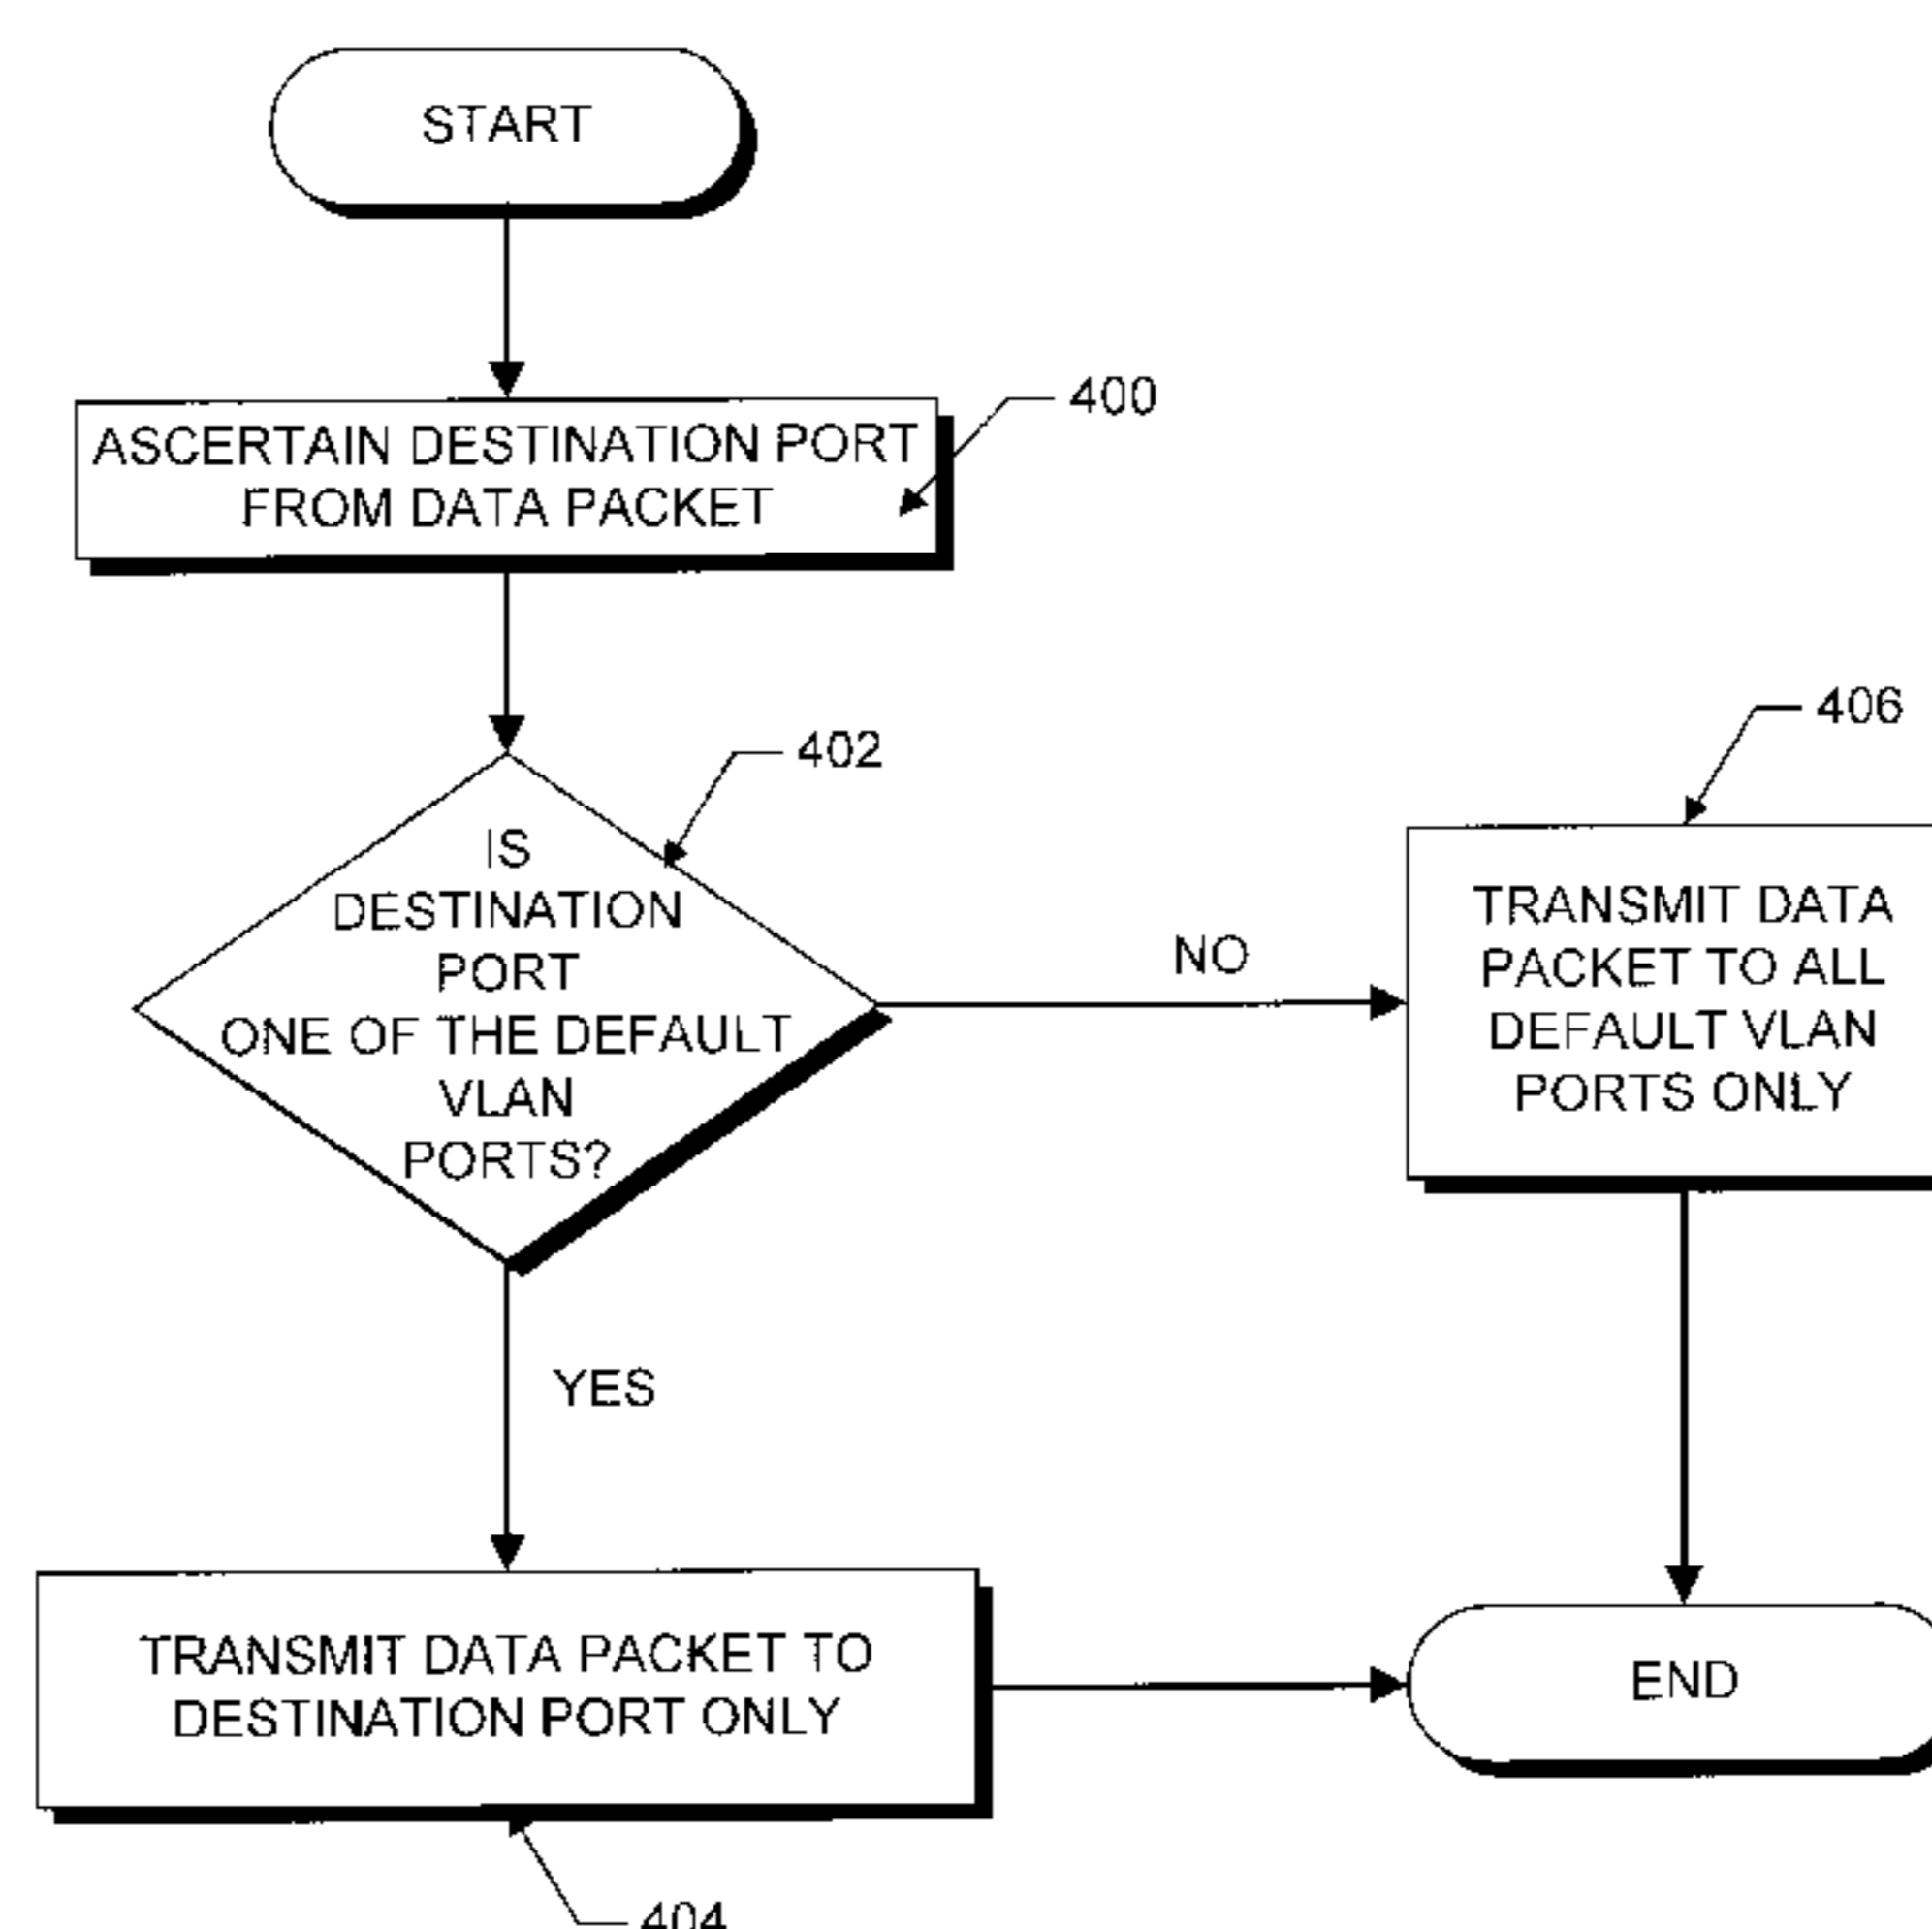 START
400
ASCERTAIN DESTINATION PORT
FROM DATA PACKET
402
406
IS
DESTINATION
PORT
ONE OF THE DEFAULT
VLAN
PORTS?
NO
TRANSMIT DATA
PACKET TO ALL
DEFAULT VLAN
PORTS ONLY
YES
TRANSMIT DATA PACKET TO
DESTINATION PORT ONLY
END
404